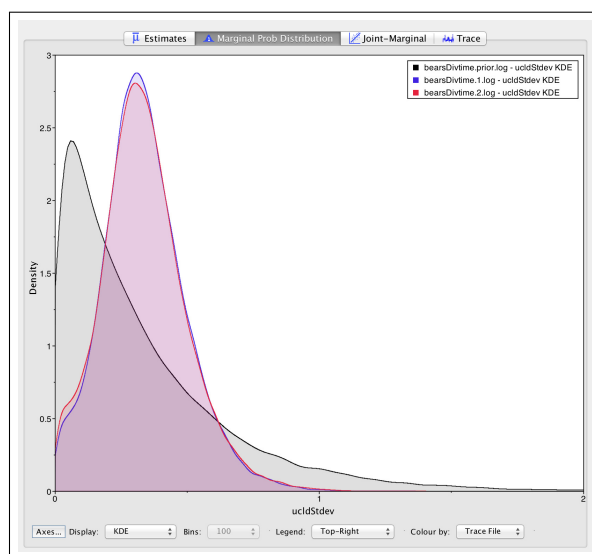 Estimates Marginal Prob Distribution Joint-Marginal Trace
3
bearsDivtime.prior.log - ucldStdev KDE
bearsDivtime.1.log - ucldStdev KDE
bearsDivtime.2.log - ucldStdev KDE
2.5
2
1.5
Density
1
0.5
0
0 1 2
ucldStdev
Axes... Display: KDE Bins: 100 Legend: Top-Right Colour by: Trace File